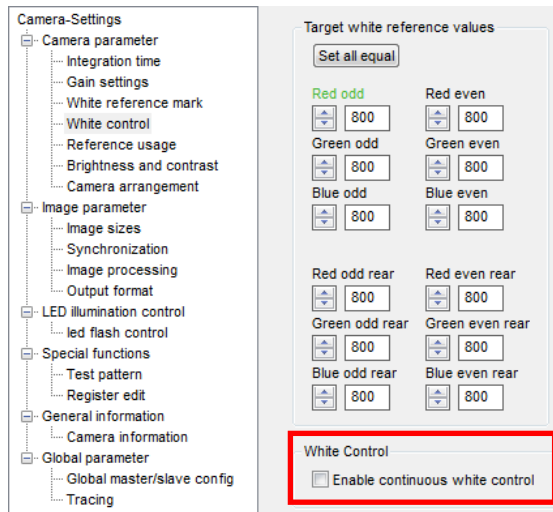 Camera-Settings
Camera parameter
Integration time
Gain settings
White reference mark
White control
Reference usage
Brightness and contrast
Camera arrangement
Image parameter
Image sizes
Synchronization
Image processing
Output format
LED illumination control
led flash control
Special functions
Test pattern
Register edit
General information
Camera information
Global parameter
Global master/slave config
Tracing
Target white reference values
Set all equal
Red odd Red even
800 800
Green odd Green even
800 800
Blue odd Blue even
800 800
Red odd rear Red even rear
800 800
Green odd rear Green even rear
800 800
Blue odd rear Blue even rear
800 800
White Control
Enable continuous white control